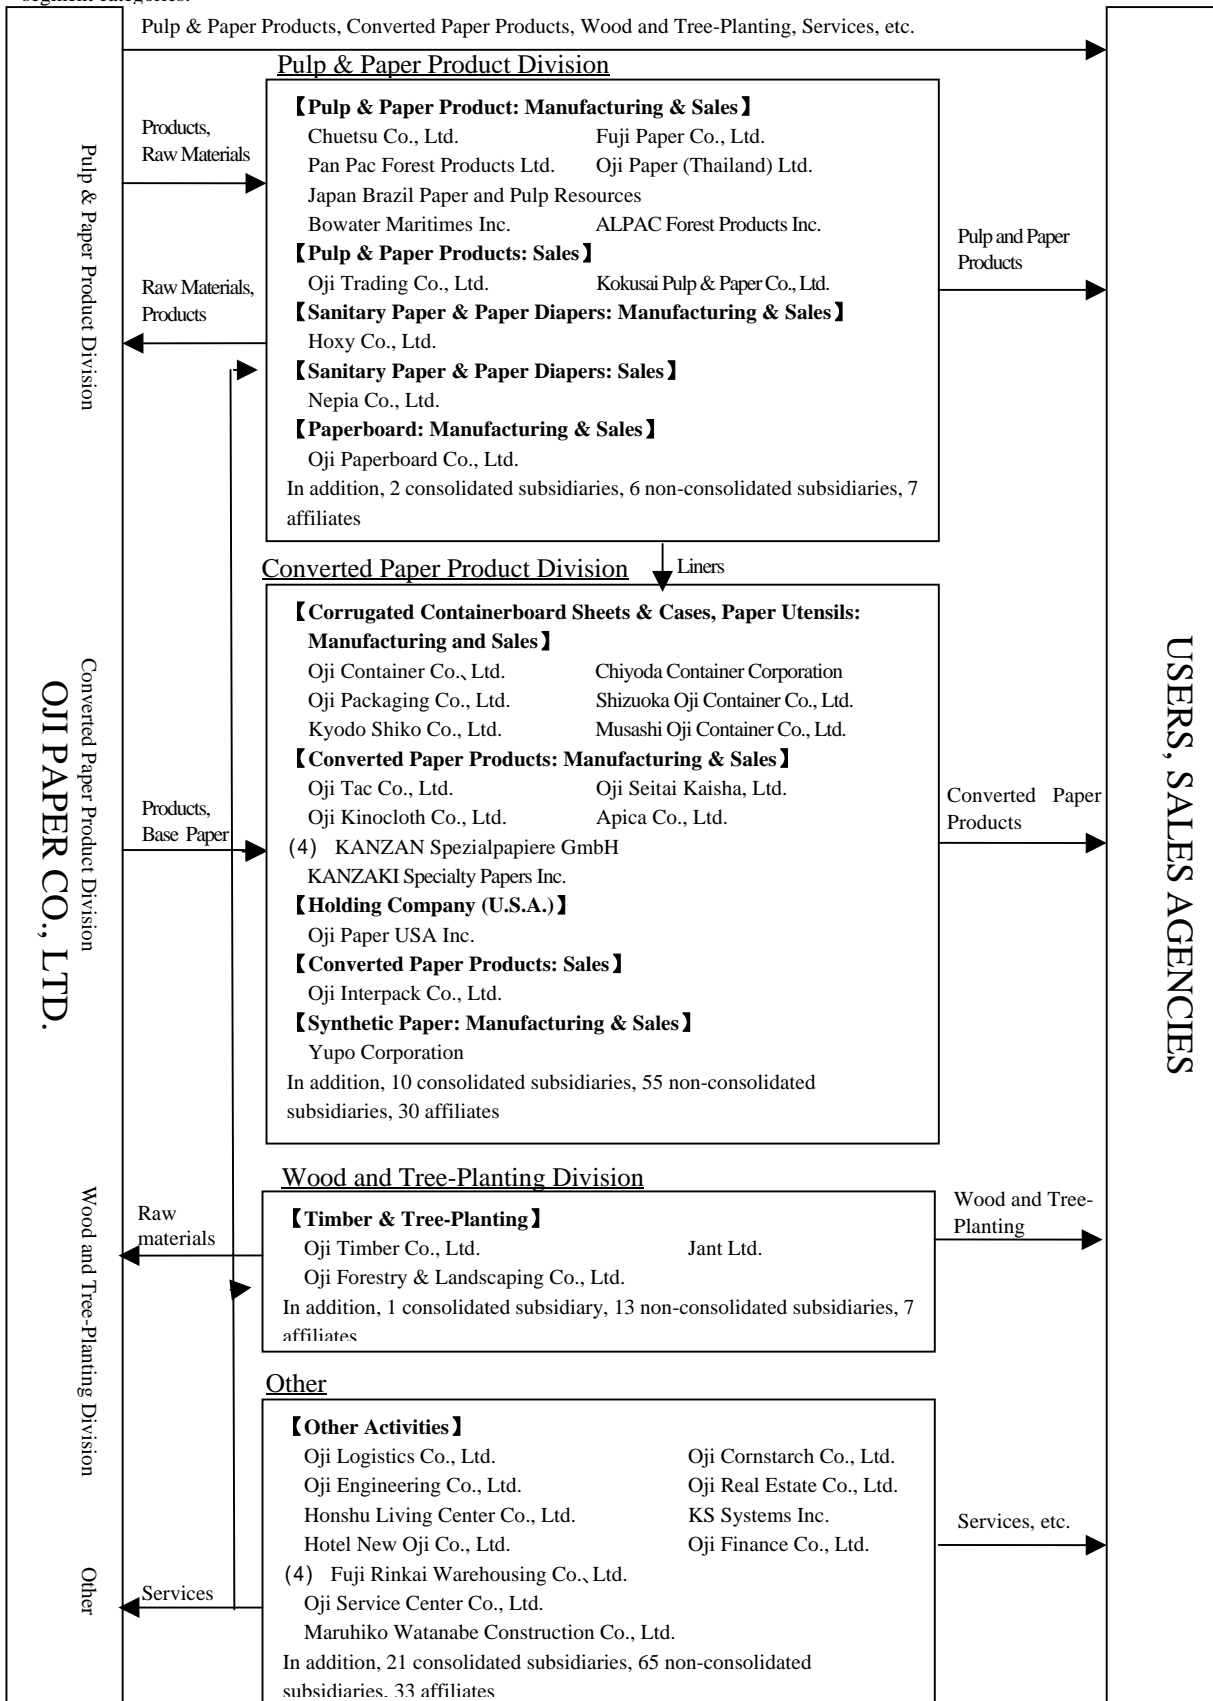 segment categories.
Pulp & Paper Products, Converted Paper Products, Wood and Tree-Planting, Services, etc.
Pulp & Paper Product Division
【Pulp & Paper Product: Manufacturing & Sales】
Chuetsu Co., Ltd. Fuji Paper Co., Ltd.
Pan Pac Forest Products Ltd. Oji Paper (Thailand) Ltd.
Japan Brazil Paper and Pulp Resources
Bowater Maritimes Inc. ALPAC Forest Products Inc.
【Pulp & Paper Products: Sales】
Oji Trading Co., Ltd. Kokusai Pulp & Paper Co., Ltd.
【Sanitary Paper & Paper Diapers: Manufacturing & Sales】
Hoxy Co., Ltd.
【Sanitary Paper & Paper Diapers: Sales】
Nepia Co., Ltd.
【Paperboard: Manufacturing & Sales】
Oji Paperboard Co., Ltd.
In addition, 2 consolidated subsidiaries, 6 non-consolidated subsidiaries, 7
affiliates
Products,
Raw Materials
Raw Materials,
Products
Pulp and Paper
Products
Pulp & Paper Product Division
Liners
Converted Paper Product Division
【Corrugated Containerboard Sheets & Cases, Paper Utensils:
Manufacturing and Sales】
Oji Container Co.、Ltd. Chiyoda Container Corporation
Oji Packaging Co., Ltd. Shizuoka Oji Container Co., Ltd.
Kyodo Shiko Co., Ltd. Musashi Oji Container Co., Ltd.
【Converted Paper Products: Manufacturing & Sales】
Oji Tac Co., Ltd. Oji Seitai Kaisha, Ltd.
Oji Kinocloth Co., Ltd. Apica Co., Ltd.
(4) KANZAN Spezialpapiere GmbH
KANZAKI Specialty Papers Inc.
【Holding Company (U.S.A.)】
Oji Paper USA Inc.
【Converted Paper Products: Sales】
Oji Interpack Co., Ltd.
【Synthetic Paper: Manufacturing & Sales】
Yupo Corporation
In addition, 10 consolidated subsidiaries, 55 non-consolidated
subsidiaries, 30 affiliates
Products,
Base Paper
Converted Paper
Products
Converted Paper Product Division
OJI PAPER CO., LTD.
USERS, SALES AGENCIES
Wood and Tree-Planting Division
【Timber & Tree-Planting】
Oji Timber Co., Ltd. Jant Ltd.
Oji Forestry & Landscaping Co., Ltd.
In addition, 1 consolidated subsidiary, 13 non-consolidated subsidiaries, 7
affiliates
Raw
materials
Wood and Tree-
Planting
Wood and Tree-Planting Division
Other
【Other Activities】
Oji Logistics Co., Ltd. Oji Cornstarch Co., Ltd.
Oji Engineering Co., Ltd. Oji Real Estate Co., Ltd.
Honshu Living Center Co., Ltd. KS Systems Inc.
Hotel New Oji Co., Ltd. Oji Finance Co., Ltd.
(4) Fuji Rinkai Warehousing Co.、Ltd.
Oji Service Center Co., Ltd.
Maruhiko Watanabe Construction Co., Ltd.
In addition, 21 consolidated subsidiaries, 65 non-consolidated
subsidiaries, 33 affiliates
Services
Services, etc.
Other